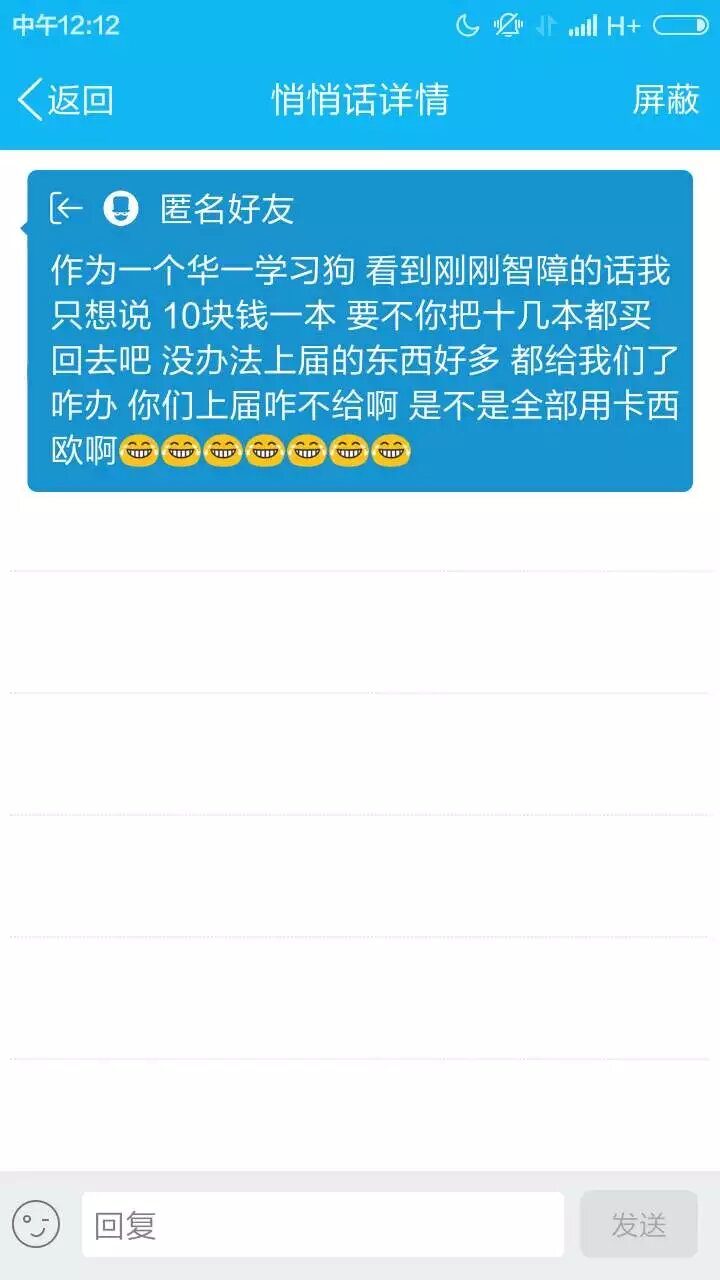 中午12:12
H+
返回
悄悄话详情
屏蔽
匿名好友
作为一个华一学习狗 看到刚刚智障的话我
只想说 10块钱一本 要不你把十几本都买
回去吧 没办法上届的东西好多 都给我们了
咋办 你们上届咋不给啊 是不是全部用卡西
欧啊😂😂😂😂😂😂😂
回复
发送